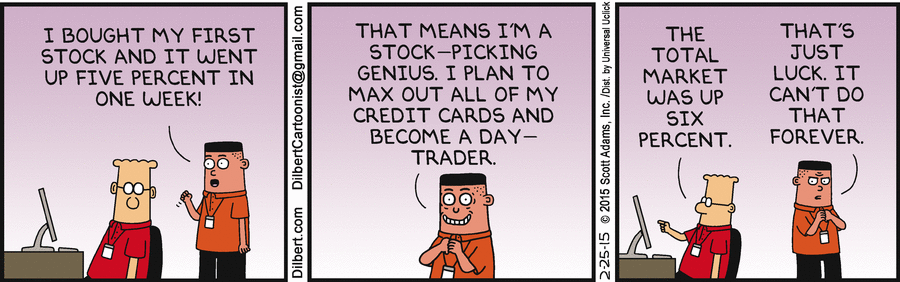 I BOUGHT MY FIRST
STOCK AND IT WENT
UP FIVE PERCENT IN
ONE WEEK!
Dilbert.com DilbertCartoonist@gmail.com
THAT MEANS I'M A
STOCK-PICKING
GENIUS. I PLAN TO
MAX OUT ALL OF MY
CREDIT CARDS AND
BECOME A DAY-
TRADER.
2-25-15 © 2015 Scott Adams, Inc. /Dist. by Universal Uclick
THE
TOTAL
MARKET
WAS UP
SIX
PERCENT.
THAT'S
JUST
LUCK. IT
CAN'T DO
THAT
FOREVER.